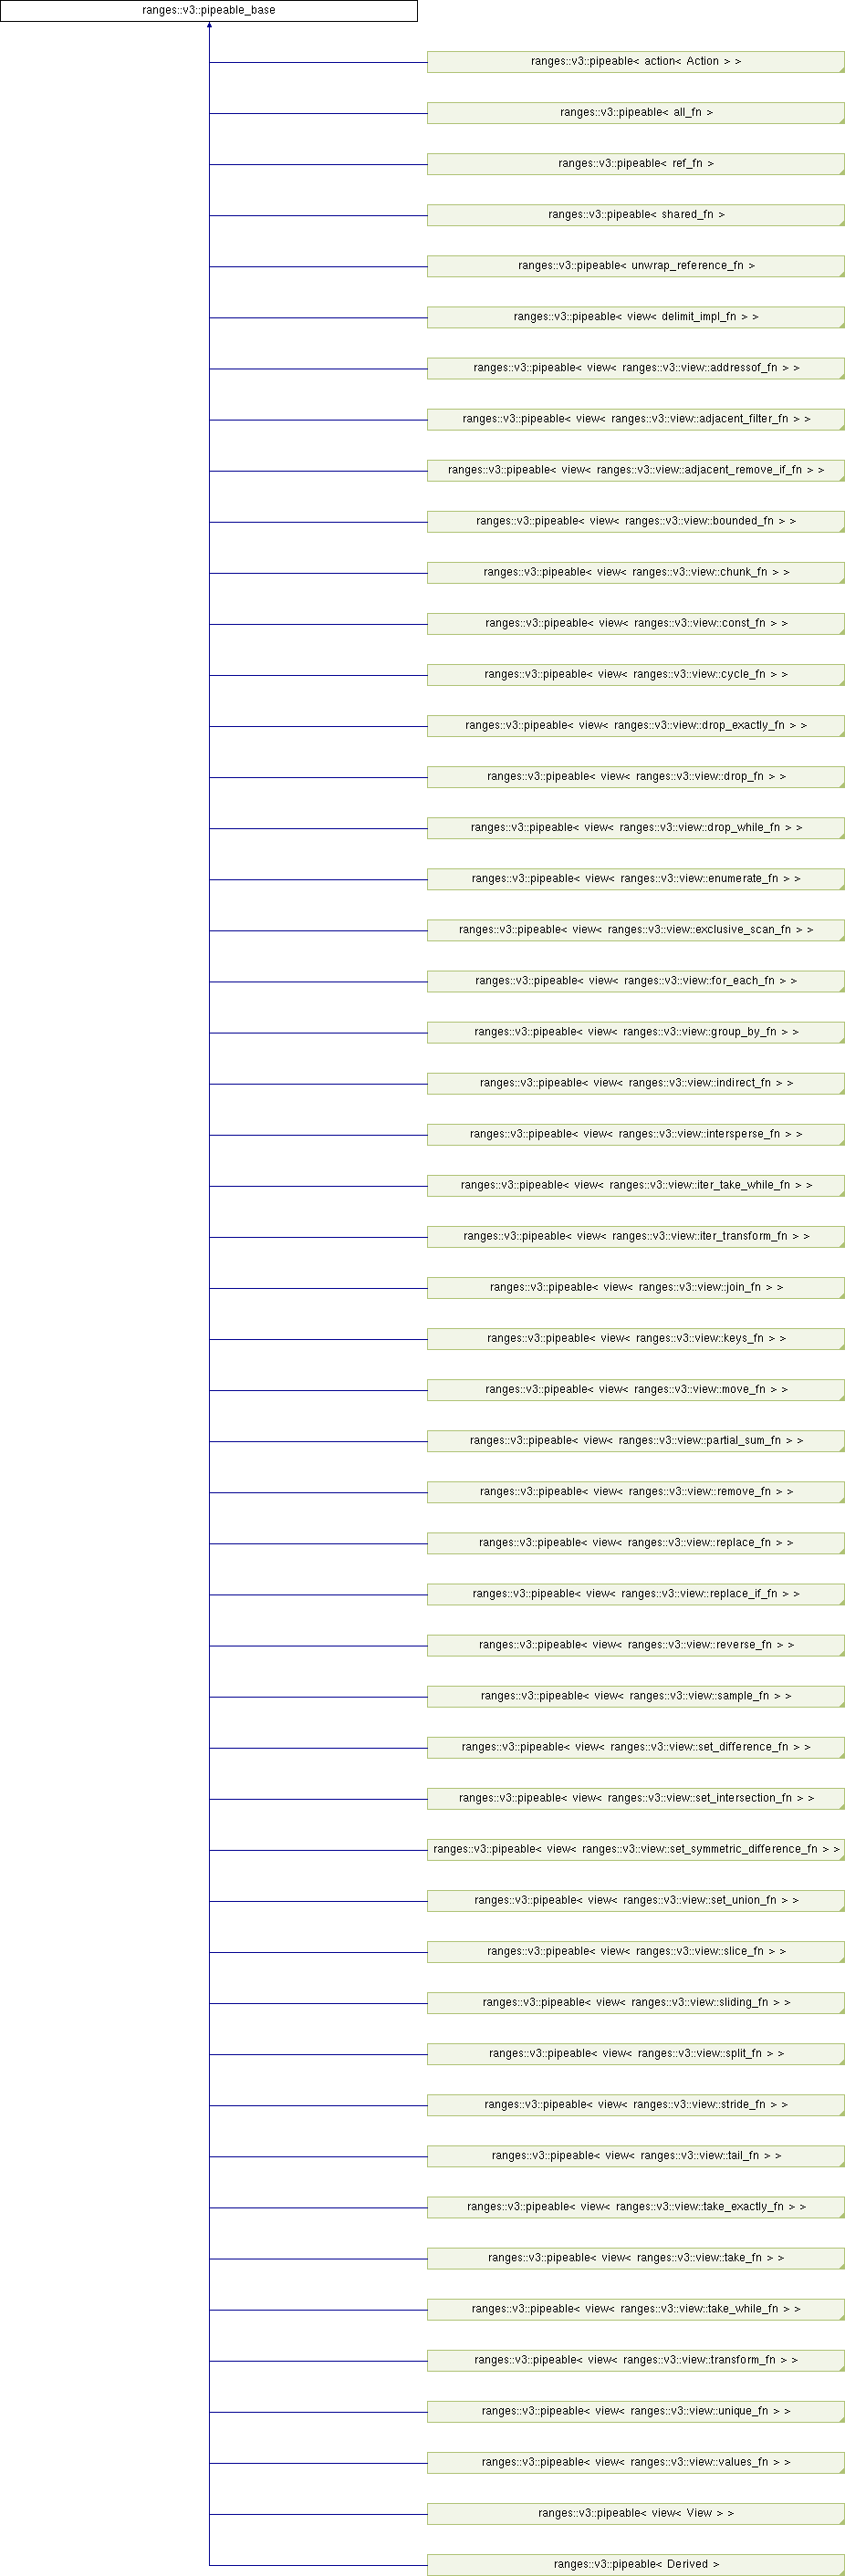 ranges::v3::pipeable_base
ranges::v3::pipeable< action< Action > >
ranges::v3::pipeable< all_fn >
ranges::v3::pipeable< ref_fn >
ranges::v3::pipeable< shared_fn >
ranges::v3::pipeable< unwrap_reference_fn >
ranges::v3::pipeable< view< delimit_impl_fn > >
ranges::v3::pipeable< view< ranges::v3::view::addressof_fn > >
ranges::v3::pipeable< view< ranges::v3::view::adjacent_filter_fn > >
ranges::v3::pipeable< view< ranges::v3::view::adjacent_remove_if_fn > >
ranges::v3::pipeable< view< ranges::v3::view::bounded_fn > >
ranges::v3::pipeable< view< ranges::v3::view::chunk_fn > >
ranges::v3::pipeable< view< ranges::v3::view::const_fn > >
ranges::v3::pipeable< view< ranges::v3::view::cycle_fn > >
ranges::v3::pipeable< view< ranges::v3::view::drop_exactly_fn > >
ranges::v3::pipeable< view< ranges::v3::view::drop_fn > >
ranges::v3::pipeable< view< ranges::v3::view::drop_while_fn > >
ranges::v3::pipeable< view< ranges::v3::view::enumerate_fn > >
ranges::v3::pipeable< view< ranges::v3::view::exclusive_scan_fn > >
ranges::v3::pipeable< view< ranges::v3::view::for_each_fn > >
ranges::v3::pipeable< view< ranges::v3::view::group_by_fn > >
ranges::v3::pipeable< view< ranges::v3::view::indirect_fn > >
ranges::v3::pipeable< view< ranges::v3::view::intersperse_fn > >
ranges::v3::pipeable< view< ranges::v3::view::iter_take_while_fn > >
ranges::v3::pipeable< view< ranges::v3::view::iter_transform_fn > >
ranges::v3::pipeable< view< ranges::v3::view::join_fn > >
ranges::v3::pipeable< view< ranges::v3::view::keys_fn > >
ranges::v3::pipeable< view< ranges::v3::view::move_fn > >
ranges::v3::pipeable< view< ranges::v3::view::partial_sum_fn > >
ranges::v3::pipeable< view< ranges::v3::view::remove_fn > >
ranges::v3::pipeable< view< ranges::v3::view::replace_fn > >
ranges::v3::pipeable< view< ranges::v3::view::replace_if_fn > >
ranges::v3::pipeable< view< ranges::v3::view::reverse_fn > >
ranges::v3::pipeable< view< ranges::v3::view::sample_fn > >
ranges::v3::pipeable< view< ranges::v3::view::set_difference_fn > >
ranges::v3::pipeable< view< ranges::v3::view::set_intersection_fn > >
ranges::v3::pipeable< view< ranges::v3::view::set_symmetric_difference_fn > >
ranges::v3::pipeable< view< ranges::v3::view::set_union_fn > >
ranges::v3::pipeable< view< ranges::v3::view::slice_fn > >
ranges::v3::pipeable< view< ranges::v3::view::sliding_fn > >
ranges::v3::pipeable< view< ranges::v3::view::split_fn > >
ranges::v3::pipeable< view< ranges::v3::view::stride_fn > >
ranges::v3::pipeable< view< ranges::v3::view::tail_fn > >
ranges::v3::pipeable< view< ranges::v3::view::take_exactly_fn > >
ranges::v3::pipeable< view< ranges::v3::view::take_fn > >
ranges::v3::pipeable< view< ranges::v3::view::take_while_fn > >
ranges::v3::pipeable< view< ranges::v3::view::transform_fn > >
ranges::v3::pipeable< view< ranges::v3::view::unique_fn > >
ranges::v3::pipeable< view< ranges::v3::view::values_fn > >
ranges::v3::pipeable< view< View > >
ranges::v3::pipeable< Derived >